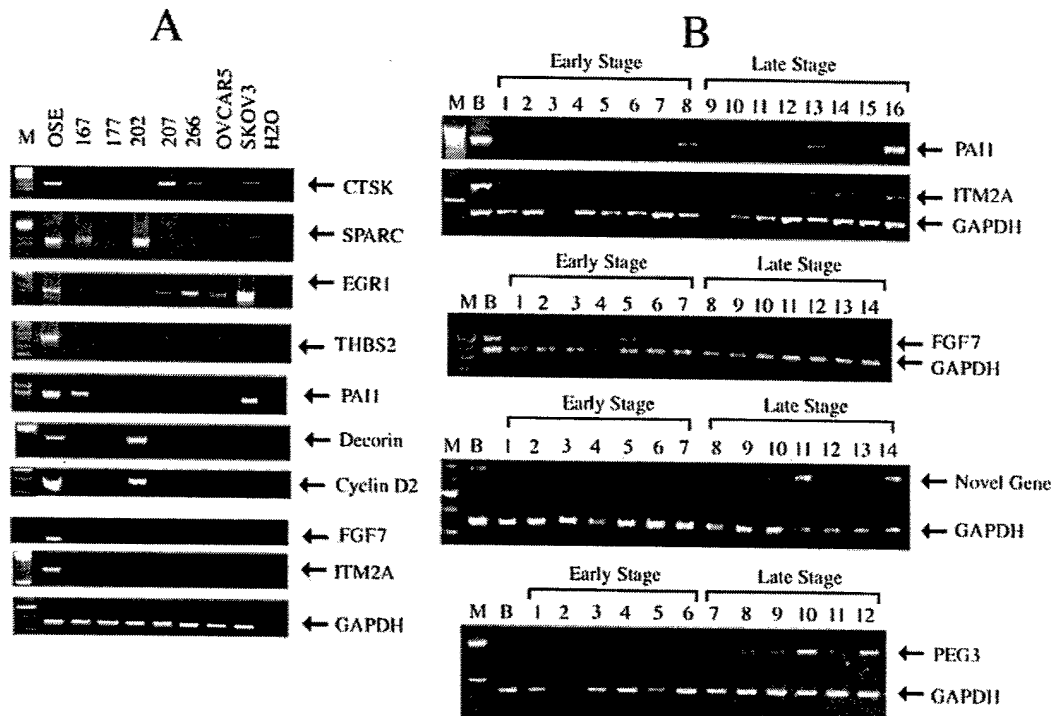 A
M OSE 167 177 202 207 266 OVCAR5 SKOV3 H2O
CTSK
SPARC
EGR1
THBS2
PAI1
Decorin
Cyclin D2
FGF7
ITM2A
GAPDH
B
Early Stage Late Stage
M B 1 2 3 4 5 6 7 8 9 10 11 12 13 14 15 16
PAI1
ITM2A
GAPDH
Early Stage Late Stage
M B 1 2 3 4 5 6 7 8 9 10 11 12 13 14
FGF7
GAPDH
Early Stage Late Stage
M B 1 2 3 4 5 6 7 8 9 10 11 12 13 14
Novel Gene
GAPDH
Early Stage Late Stage
M B 1 2 3 4 5 6 7 8 9 10 11 12
PEG3
GAPDH